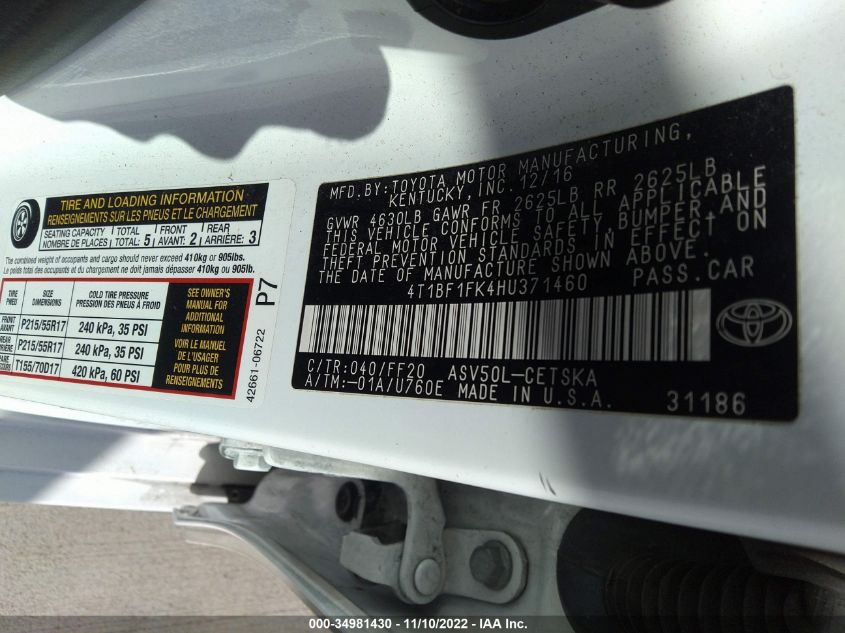 TIRE AND LOADING INFORMATION
RENSEIGNEMENTS SUR LES PNEUS ET LE CHARGEMENT
SEATING CAPACITY TOTAL 5 FRONT 2 REAR 3
NOMBRE DE PLACES TOTAL: AVANT: ARRIÈRE:
The combined weight of occupants and cargo should never exceed 410kg or 905lbs.
Le poids total des occupants et du chargement ne doit jamais dépasser 410kg ou 905lbs.
COLD TIRE PRESSURE
PRESSION DES PNEUS À FROID
FRONT AVANT P215/55R17 240 kPa, 35 PSI
P215/55R17 240 kPa, 35 PSI
T155/70D17 420 kPa, 60 PSI
SEE OWNER'S
MANUAL FOR
ADDITIONAL
INFORMATION
VOIR LE MANUEL
DE L'USAGER
POUR PLUS DE
RENSEIGNEMENTS
P7
42661-06722
MFD.BY:TOYOTA MOTOR MANUFACTURING,
KENTUCKY,INC.12/16
GVWR 4630LB GAWR FR 2625LB RR 2625LB
THIS VEHICLE CONFORMS TO ALL APPLICABLE
FEDERAL MOTOR VEHICLE SAFETY,BUMPER,AND
THEFT PREVENTION STANDARDS IN EFFECT ON
THE DATE OF MANUFACTURE SHOWN ABOVE.
4T1BF1FK4HU371460 PASS.CAR
C/TR:040/FF20 ASV50L-CETSKA
A/TM:-01A/U760E MADE IN U.S.A. 31186
000-34981430 - 11/10/2022 - IAA Inc.